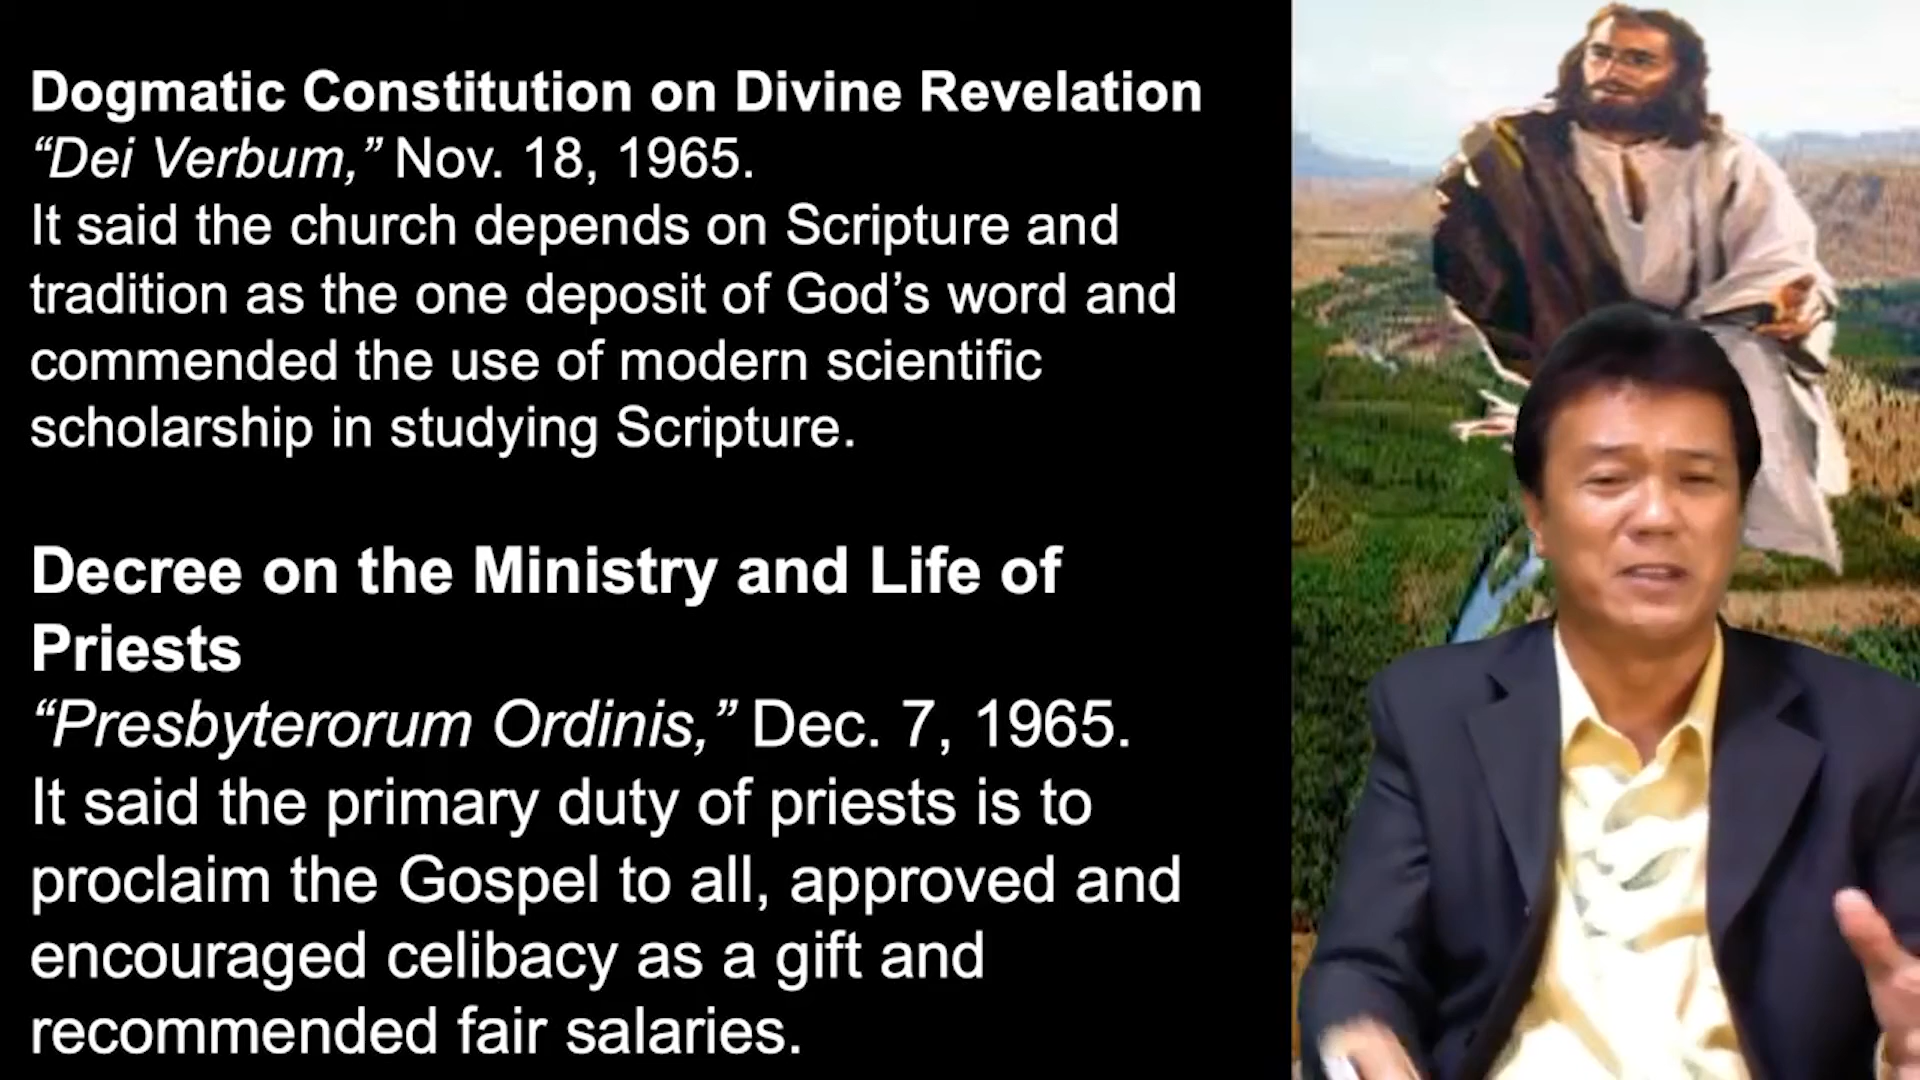 Dogmatic Constitution on Divine Revelation
“Dei Verbum,” Nov. 18, 1965.
It said the church depends on Scripture and
tradition as the one deposit of God’s word and
commended the use of modern scientific
scholarship in studying Scripture.
Decree on the Ministry and Life of
Priests
“Presbyterorum Ordinis,” Dec. 7, 1965.
It said the primary duty of priests is to
proclaim the Gospel to all, approved and
encouraged celibacy as a gift and
recommended fair salaries.